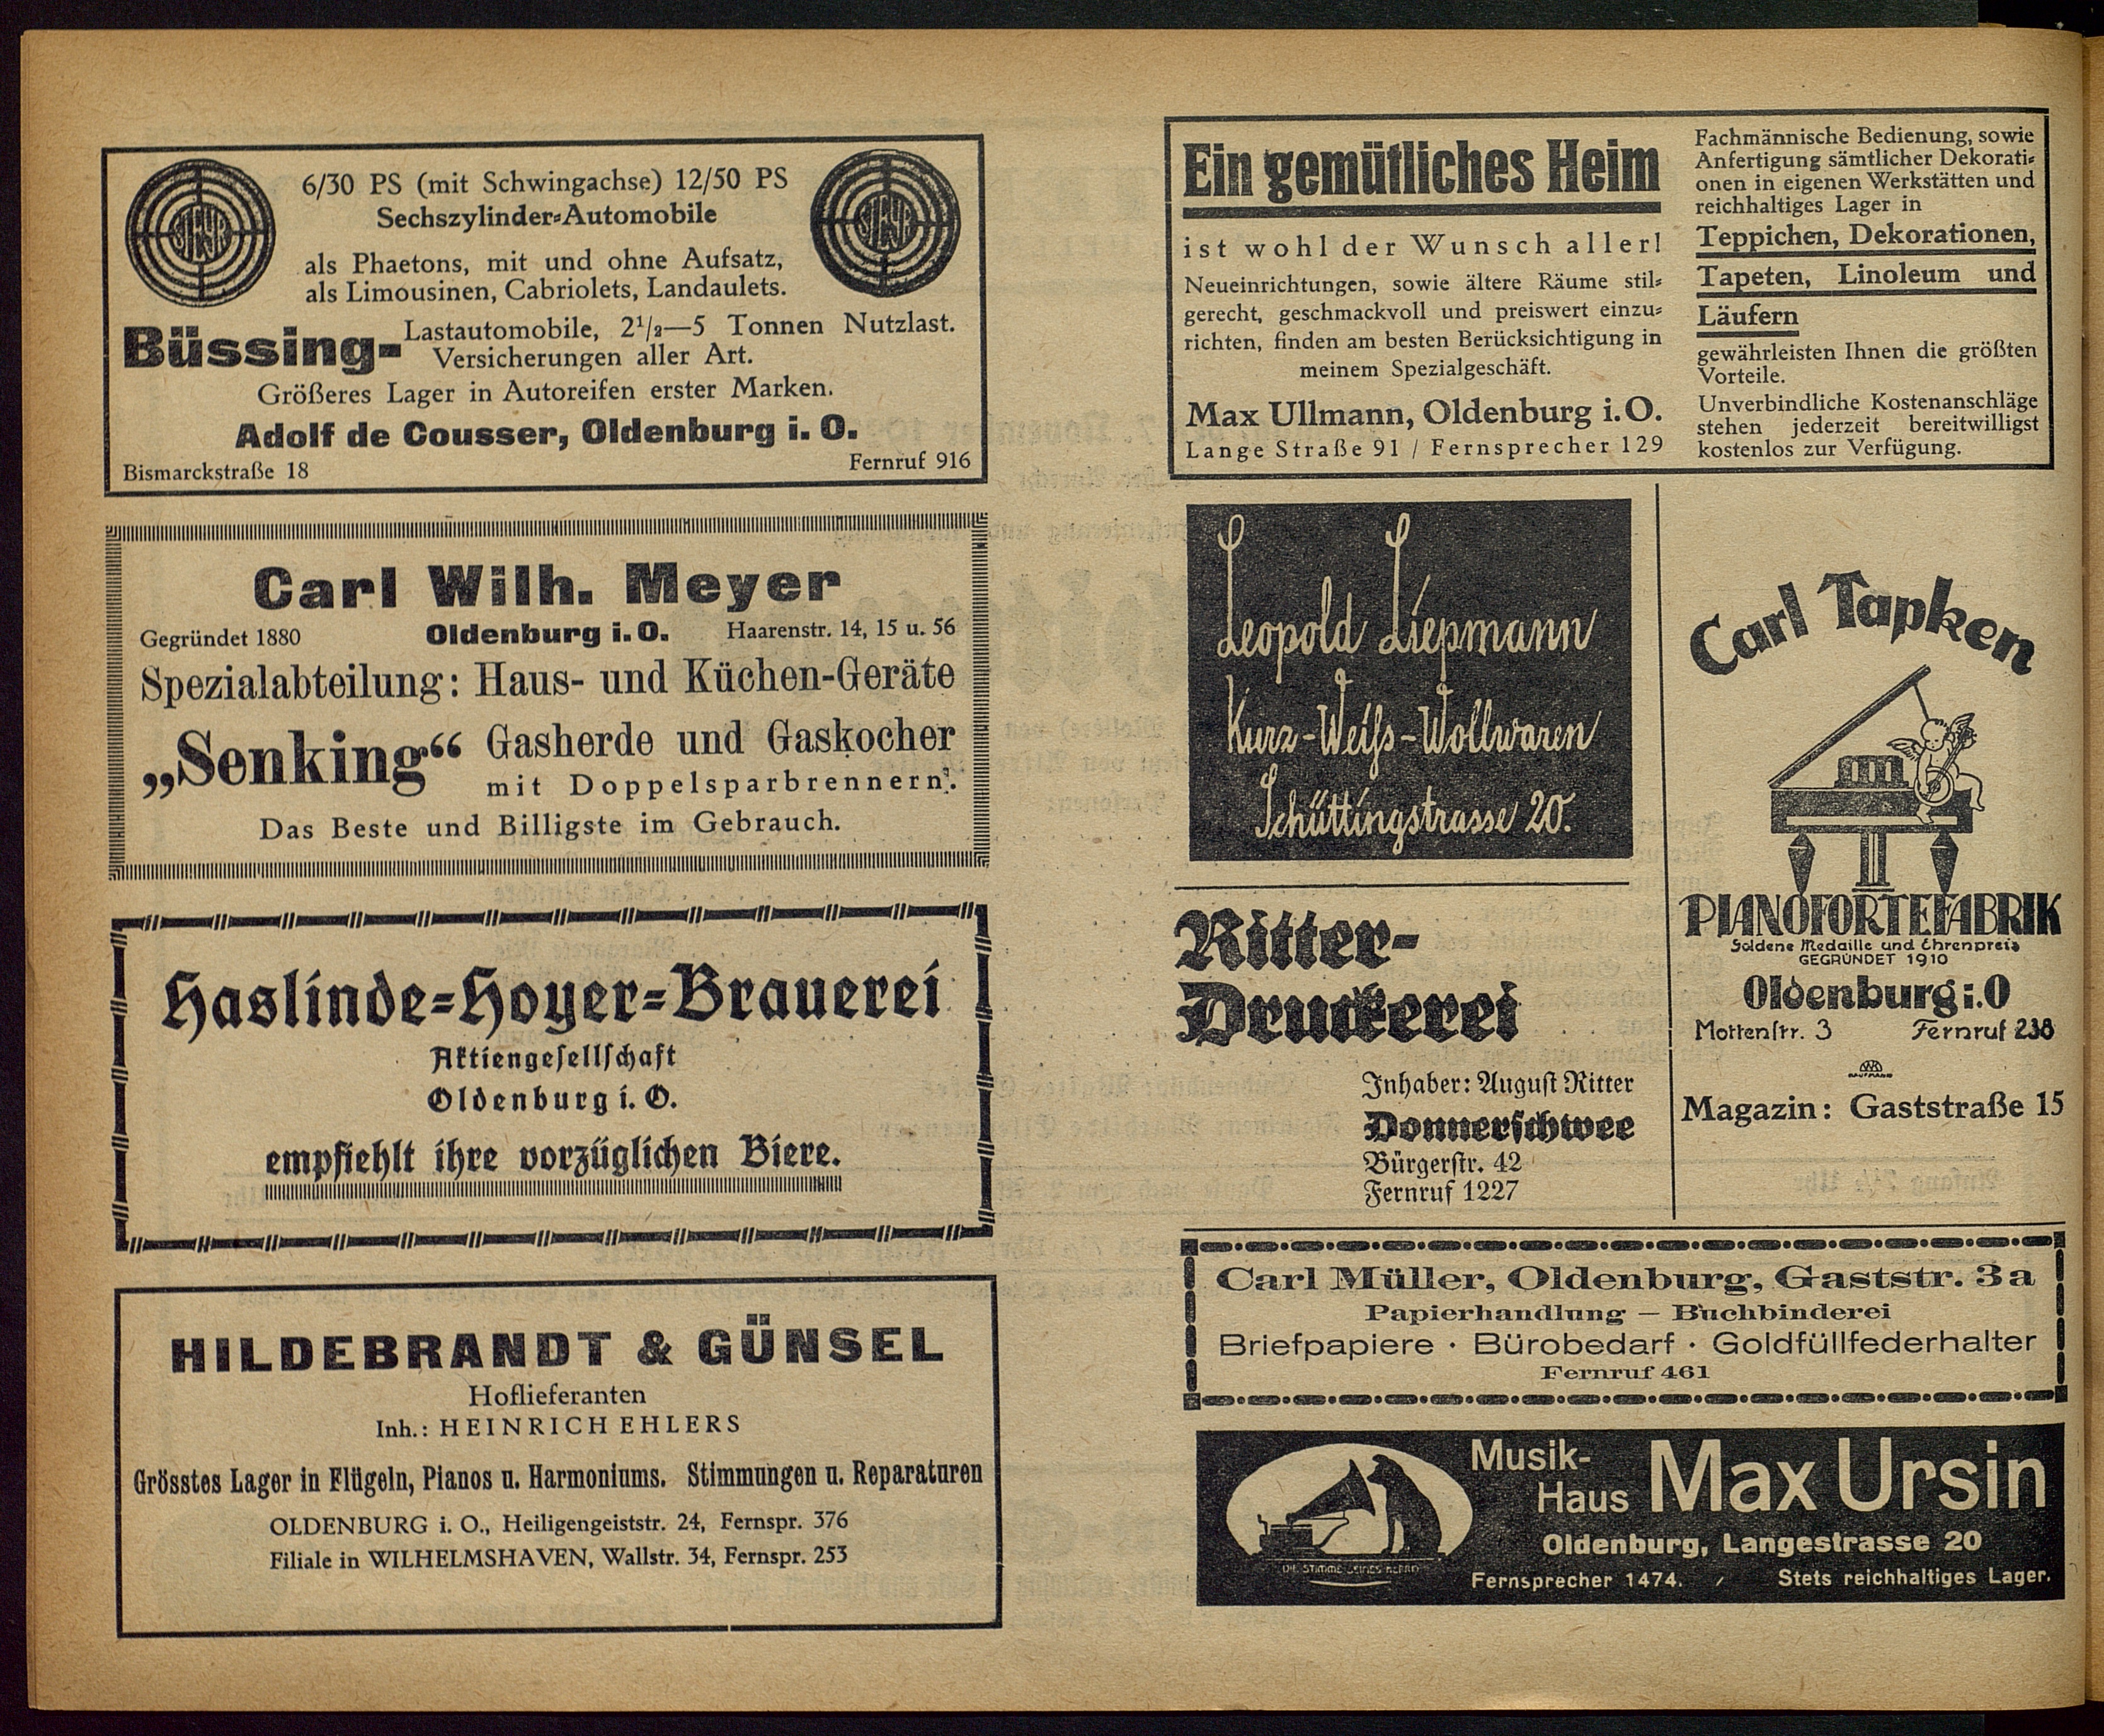 STEYR
STEYR
6/30 PS (mit Schwingachse) 12/50 PS
Sechszylinder=Automobile
als Phaetons, mit und ohne Aufsatz,
als Limousinen, Cabriolets, Landaulets.
Büssing- Lastautomobile, 2¹/₂—5 Tonnen Nutzlast.
Versicherungen aller Art.
Größeres Lager in Autoreifen erster Marken.
Adolf de Cousser, Oldenburg i. O.
Bismarckstraße 18 Fernruf 916
Carl Wilh. Meyer
Gegründet 1880 Oldenburg i. O. Haarenstr. 14, 15 u. 56
Spezialabteilung: Haus- und Küchen-Geräte
„Senking“ Gasherde und Gaskocher
mit Doppelsparbrennern.
Das Beste und Billigste im Gebrauch.
Haslinde=Hoyer=Brauerei
Aktiengesellschaft
Oldenburg i. O.
empfiehlt ihre vorzüglichen Biere.
HILDEBRANDT & GÜNSEL
Hoflieferanten
Inh.: HEINRICH EHLERS
Grösstes Lager in Flügeln, Pianos u. Harmoniums. Stimmungen u. Reparaturen
OLDENBURG i. O., Heiligengeiststr. 24, Fernspr. 376
Filiale in WILHELMSHAVEN, Wallstr. 34, Fernspr. 253
Ein gemütliches Heim
ist wohl der Wunsch aller!
Neueinrichtungen, sowie ältere Räume stil=
gerecht, geschmackvoll und preiswert einzu=
richten, finden am besten Berücksichtigung in
meinem Spezialgeschäft.
Max Ullmann, Oldenburg i. O.
Lange Straße 91 / Fernsprecher 129
Fachmännische Bedienung, sowie
Anfertigung sämtlicher Dekorati=
onen in eigenen Werkstätten und
reichhaltiges Lager in
Teppichen, Dekorationen,
Tapeten, Linoleum und
Läufern
gewährleisten Ihnen die größten
Vorteile.
Unverbindliche Kostenanschläge
stehen jederzeit bereitwilligst
kostenlos zur Verfügung.
Leopold Liepmann
Kurz-Weiß-Wollwaren
Schüttingstrasse 20.
Carl Tapken
PIANOFORTEFABRIK
Goldene Medaille und Ehrenpreis
GEGRÜNDET 1910
Oldenburg i. O
Mottenstr. 3 Fernruf 238
Magazin: Gaststraße 15
Ritter-
Druckerei
Inhaber: August Ritter
Donnerschwee
Bürgerstr. 42
Fernruf 1227
Carl Müller, Oldenburg, Gaststr. 3a
Papierhandlung — Buchbinderei
Briefpapiere · Bürobedarf · Goldfüllfederhalter
Fernruf 461
Musik-
Haus Max Ursin
DIE STIMME SEINES HERRN
Oldenburg, Langestrasse 20
Fernsprecher 1474. / Stets reichhaltiges Lager.